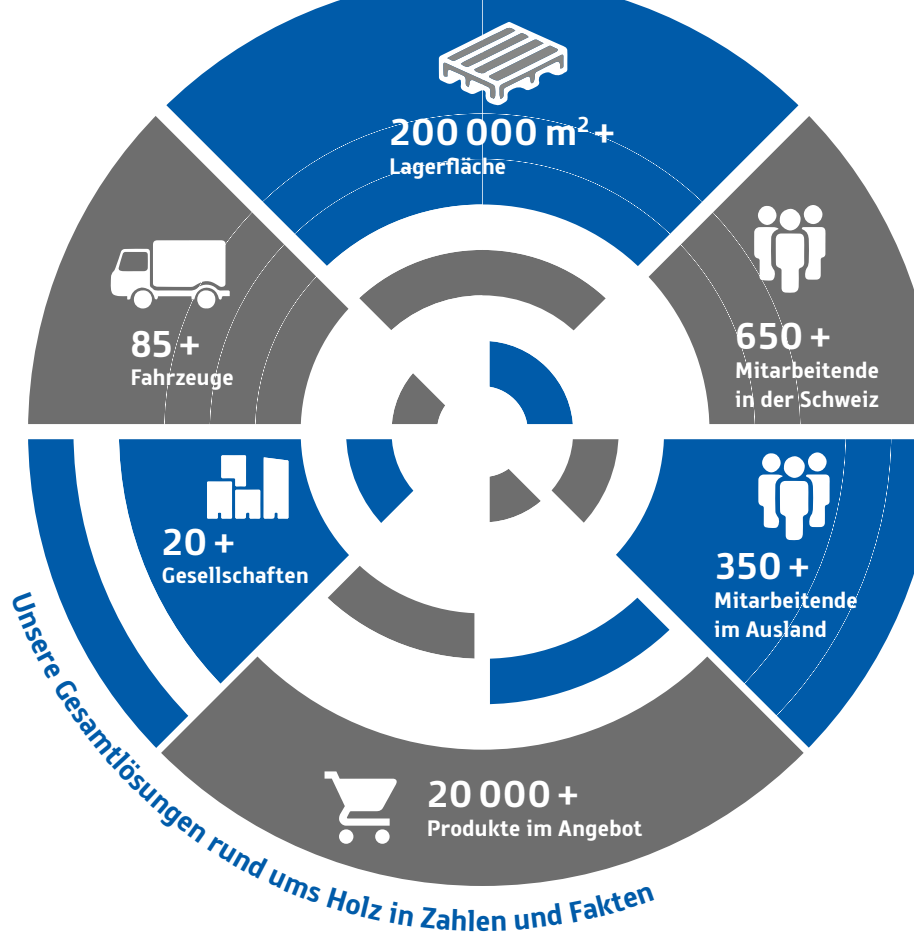 200 000 m² +
Lagerfläche
85 +
Fahrzeuge
650 +
Mitarbeitende
in der Schweiz
20 +
Gesellschaften
350 +
Mitarbeitende
im Ausland
20 000 +
Produkte im Angebot
Unsere Gesamtlösungen rund ums Holz in Zahlen und Fakten